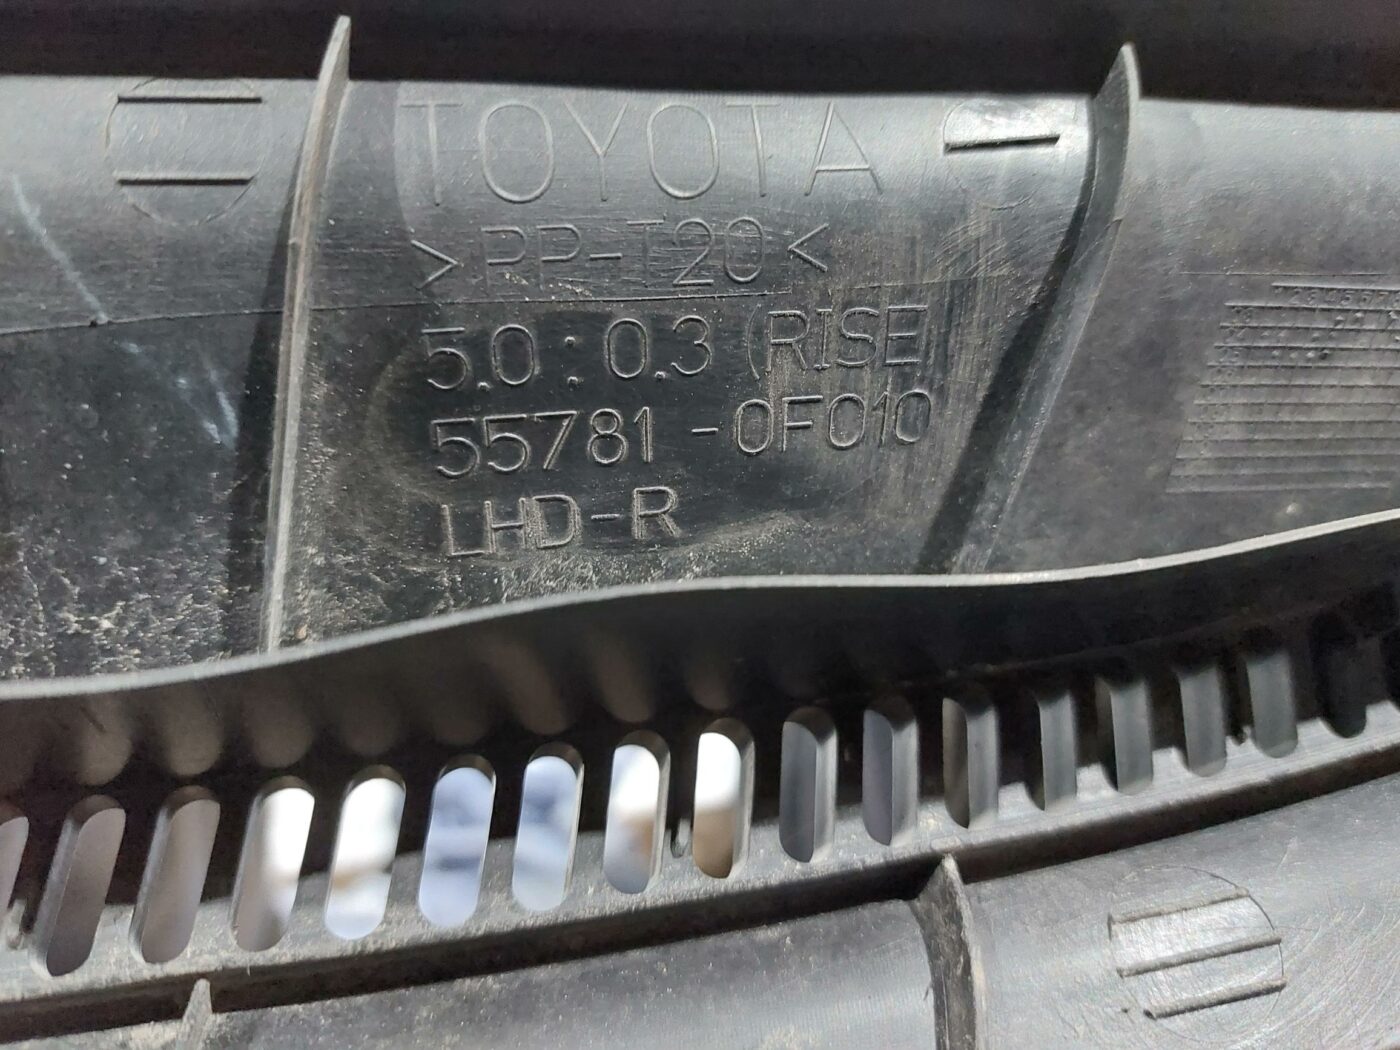 TOYOTA
>PP-T20<
5.0:0.3 (RISE)
55781-0F010
LHD-R